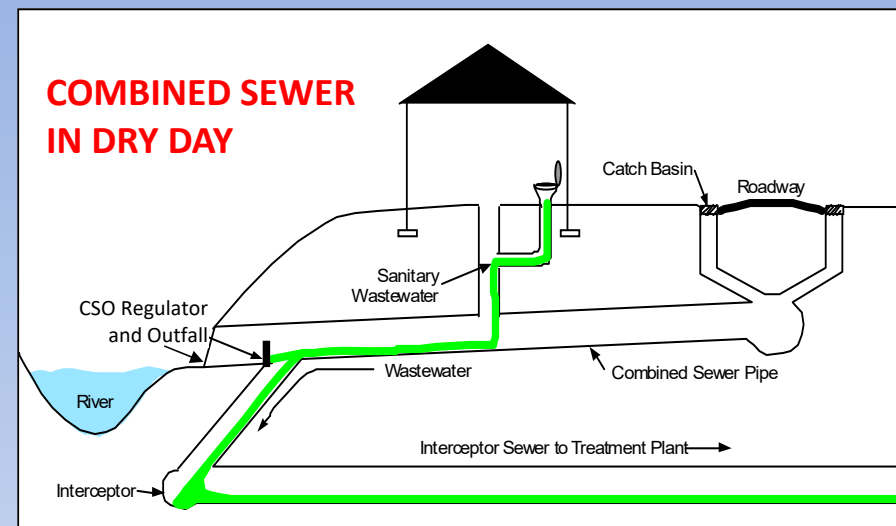 COMBINED SEWER
IN DRY DAY
Catch Basin
Roadway
Sanitary
Wastewater
CSO Regulator
and Outfall
Wastewater
Combined Sewer Pipe
River
Interceptor Sewer to Treatment Plant
Interceptor